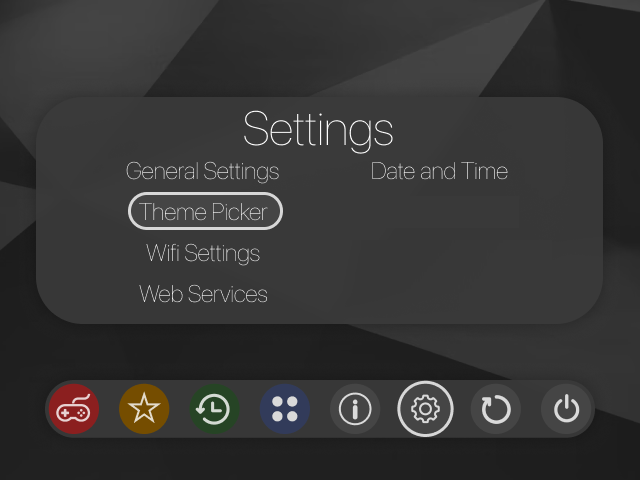 Settings
General Settings
Date and Time
Theme Picker
Wifi Settings
Web Services